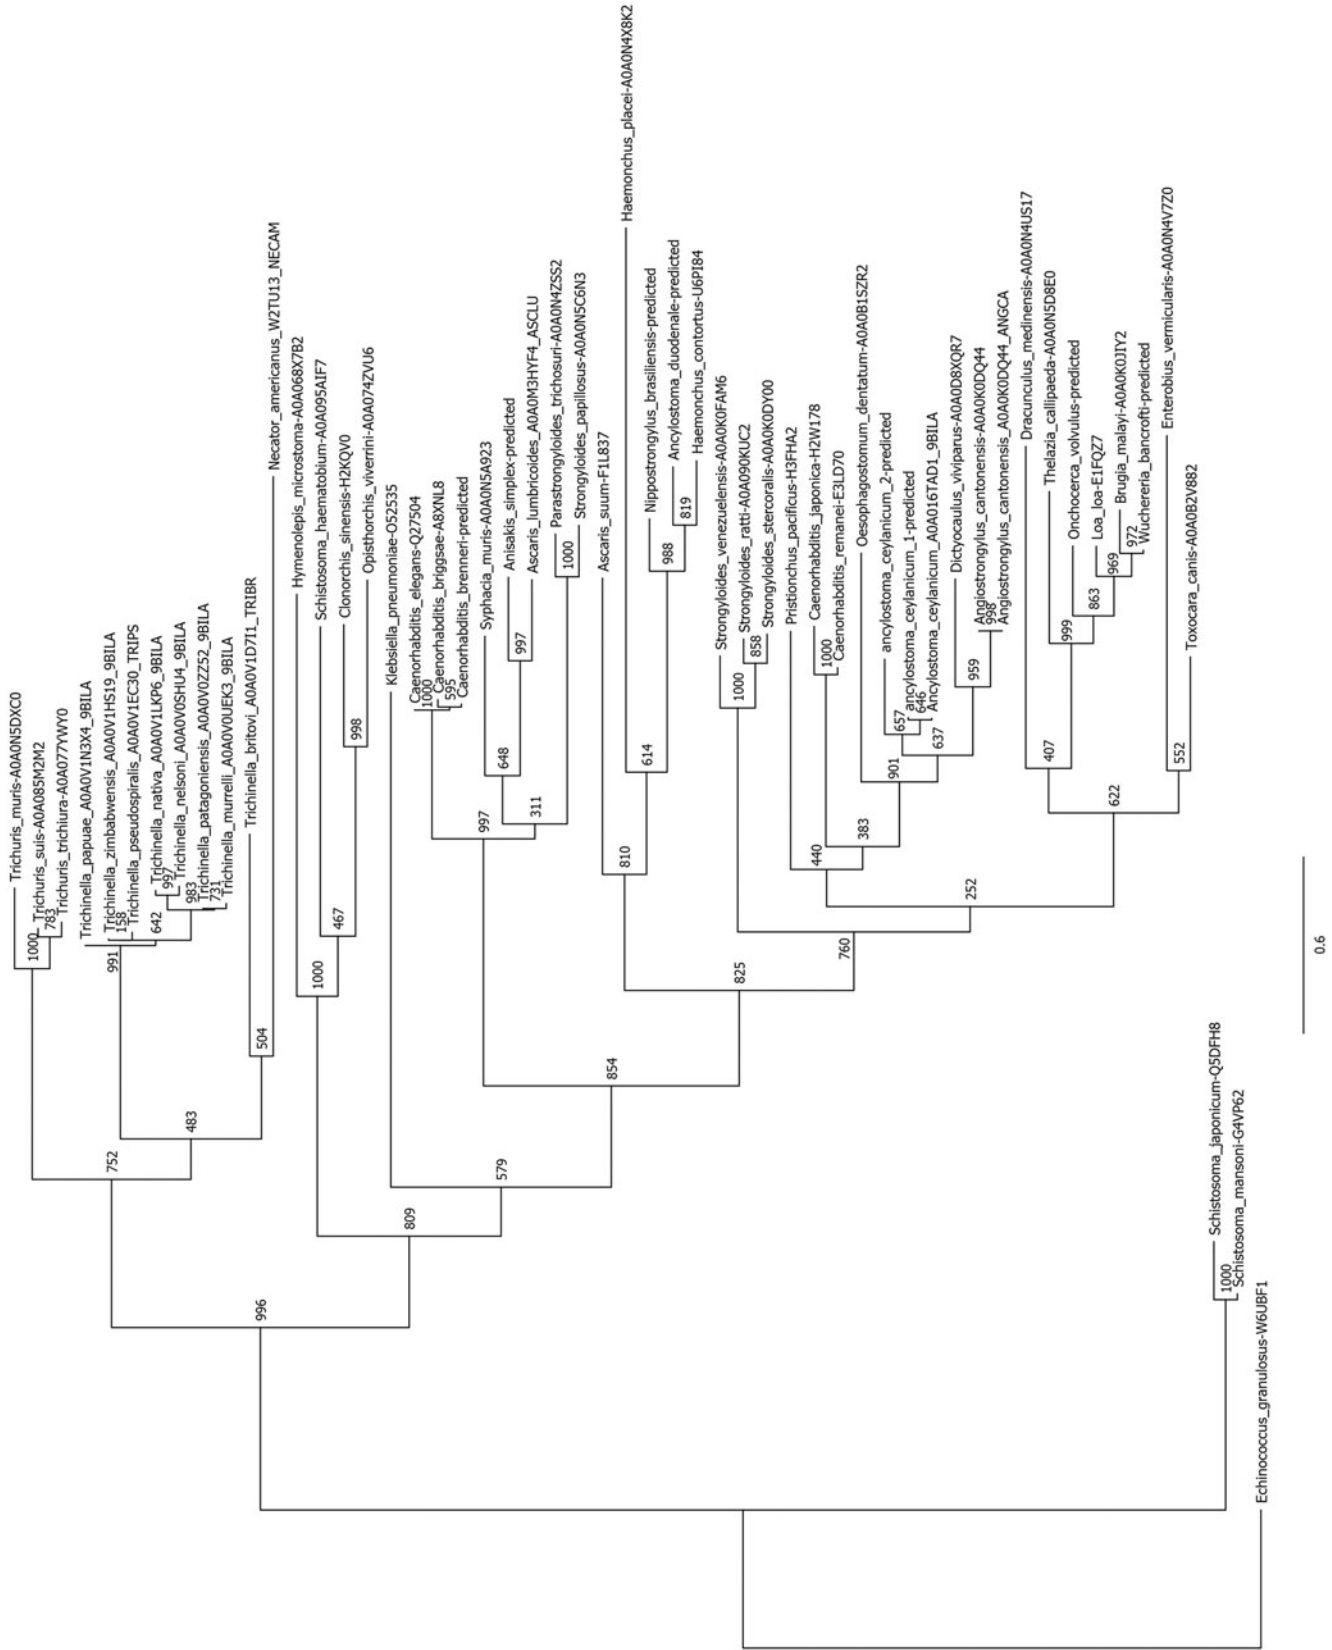 Trichuris_muris-A0A0N5DXC0
1000
Trichuris_suis-A0A085M2M2
783
Trichuris_trichiura-A0A077YWY0
752
Trichinella_papuae_A0A0V1N3X4_9BILA
991
Trichinella_zimbabwensis_A0A0V1HS19_9BILA
158
Trichinella_pseudospiralis_A0A0V1EC30_TRIPS
642
Trichinella_nativa_A0A0V1LKP6_9BILA
997
Trichinella_nelsoni_A0A0V0SHU4_9BILA
983
Trichinella_patagoniensis_A0A0V0ZZ52_9BILA
731
Trichinella_murrelli_A0A0V0UEK3_9BILA
483
Trichinella_britovi_A0A0V1D7I1_TRIBR
504
Necator_americanus_W2TU13_NECAM
996
Hymenolepis_microstoma-A0A068X7B2
1000
Schistosoma_haematobium-A0A095AIF7
467
Clonorchis_sinensis-H2KQV0
998
Opisthorchis_viverrini-A0A074ZVU6
809
Klebsiella_pneumoniae-O52535
579
Caenorhabditis_elegans-Q27504
1000
Caenorhabditis_briggsae-A8XNL8
595
Caenorhabditis_brenneri-predicted
997
Syphacia_muris-A0A0N5A923
648
Anisakis_simplex-predicted
997
Ascaris_lumbricoides_A0A0M3HYF4_ASCLU
311
Parastrongyloides_trichosuri-A0A0N4ZSS2
1000
Strongyloides_papillosus-A0A0N5C6N3
854
Ascaris_suum-F1L837
810
Haemonchus_placei-A0A0N4X8K2
614
Nippostrongylus_brasiliensis-predicted
988
Ancylostoma_duodenale-predicted
819
Haemonchus_contortus-U6PI84
825
Strongyloides_venezuelensis-A0A0K0FAM6
1000
Strongyloides_ratti-A0A090KUC2
858
Strongyloides_stercoralis-A0A0K0DY00
760
Pristionchus_pacificus-H3FHA2
440
Caenorhabditis_japonica-H2W178
1000
Caenorhabditis_remanei-E3LD70
383
Oesophagostomum_dentatum-A0A0B1SZR2
901
ancylostoma_ceylanicum_2-predicted
657
ancylostoma_ceylanicum_1-predicted
646
Ancylostoma_ceylanicum_A0A016TAD1_9BILA
637
Dictyocaulus_viviparus-A0A0D8XQR7
959
Angiostrongylus_cantonensis-A0A0K0DQ44
998
Angiostrongylus_cantonensis_A0A0K0DQ44_ANGCA
252
Dracunculus_medinensis-A0A0N4US17
407
Thelazia_callipaeda-A0A0N5D8E0
999
Onchocerca_volvulus-predicted
863
Loa_loa-E1FQZ7
969
Brugia_malayi-A0A0K0JIY2
972
Wuchereria_bancrofti-predicted
622
Enterobius_vermicularis-A0A0N4V7Z0
552
Toxocara_canis-A0A0B2V882
Schistosoma_japonicum-Q5DFH8
1000
Schistosoma_mansoni-G4VP62
Echinococcus_granulosus-W6UBF1
0.6